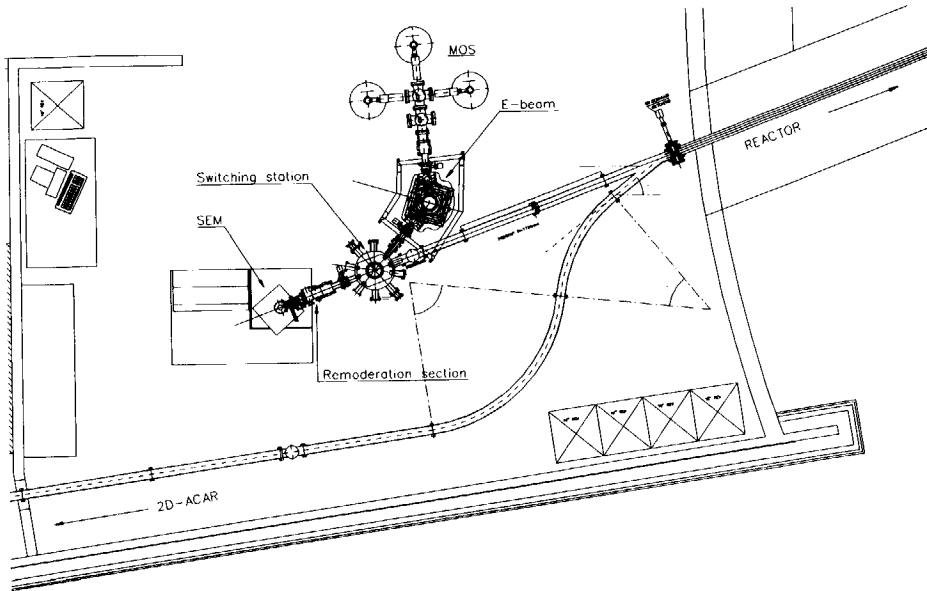 MOS
E-beam
REACTOR
Switching station
SEM
Remoderation section
2D-ACAR